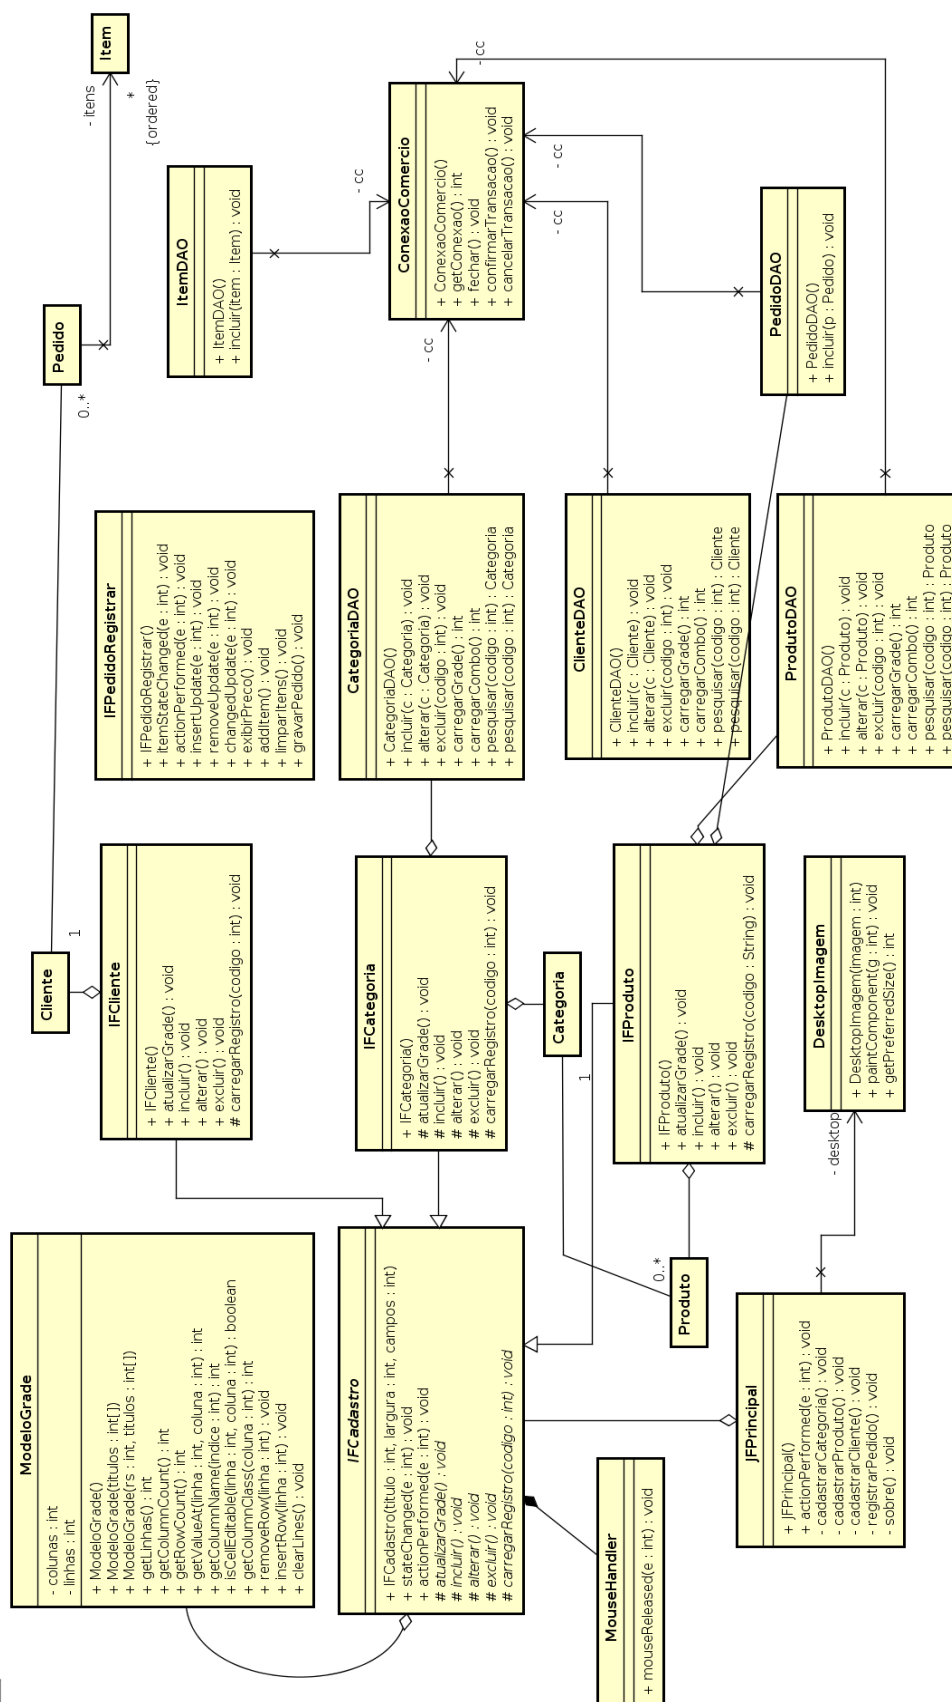 ModeloGrade
- colunas : int
- linhas : int
+ ModeloGrade()
+ ModeloGrade(titulos : int[])
+ ModeloGrade(rs : int, titulos : int[])
+ getLinhas() : int
+ getColumnCount() : int
+ getRowCount() : int
+ getValueAt(linha : int, coluna : int) : int
+ getColumnName(indice : int) : int
+ isCellEditable(linha : int, coluna : int) : boolean
+ getColumnClass(coluna : int) : int
+ removeRow(linha : int) : void
+ insertRow(linha : int) : void
+ clearLines() : void
Cliente
1
IFCliente
+ IFCliente()
+ atualizarGrade() : void
+ incluir() : void
+ alterar() : void
+ excluir() : void
# carregarRegistro(codigo : int) : void
IFPedidoRegistrar
+ IFPedidoRegistrar()
+ itemStateChanged(e : int) : void
+ actionPerformed(e : int) : void
+ insertUpdate(e : int) : void
+ removeUpdate(e : int) : void
+ changedUpdate(e : int) : void
+ exibirPreco() : void
+ addItem() : void
+ limparItens() : void
+ gravarPedido() : void
Pedido
0..*
Item
- itens
*
{ordered}
ItemDAO
+ ItemDAO()
+ incluir(item : Item) : void
- cc
IFCadastro
+ IFCadastro(titulo : int, largura : int, campos : int)
+ stateChanged(e : int) : void
+ actionPerformed(e : int) : void
# atualizarGrade() : void
# incluir() : void
# alterar() : void
# excluir() : void
# carregarRegistro(codigo : int) : void
IFCategoria
+ IFCategoria()
# atualizarGrade() : void
# incluir() : void
# alterar() : void
# excluir() : void
# carregarRegistro(codigo : int) : void
CategoriaDAO
+ CategoriaDAO()
+ incluir(c : Categoria) : void
+ alterar(c : Categoria) : void
+ excluir(codigo : int) : void
+ carregarGrade() : int
+ carregarCombo() : int
+ pesquisar(codigo : int) : Categoria
+ pesquisar(codigo : int) : Categoria
- cc
ConexaoComercio
+ ConexaoComercio()
+ getConexao() : int
+ fechar() : void
+ confirmarTransacao() : void
+ cancelarTransacao() : void
- cc
- cc
- cc
Categoria
1
MouseHandler
+ mouseReleased(e : int) : void
Produto
0..*
IFProduto
+ IFProduto()
+ atualizarGrade() : void
+ incluir() : void
+ alterar() : void
+ excluir() : void
# carregarRegistro(codigo : String) : void
ClienteDAO
+ ClienteDAO()
+ incluir(c : Cliente) : void
+ alterar(c : Cliente) : void
+ excluir(codigo : int) : void
+ carregarGrade() : int
+ carregarCombo() : int
+ pesquisar(codigo : int) : Cliente
+ pesquisar(codigo : int) : Cliente
PedidoDAO
+ PedidoDAO()
+ incluir(p : Pedido) : void
JFPrincipal
+ JFPrincipal()
+ actionPerformed(e : int) : void
- cadastrarCategoria() : void
- cadastrarProduto() : void
- cadastrarCliente() : void
- registrarPedido() : void
- sobre() : void
- desktop
DesktopImagem
+ DesktopImagem(imagem : int)
+ paintComponent(g : int) : void
+ getPreferredSize() : int
ProdutoDAO
+ ProdutoDAO()
+ incluir(c : Produto) : void
+ alterar(c : Produto) : void
+ excluir(codigo : int) : void
+ carregarGrade() : int
+ carregarCombo() : int
+ pesquisar(codigo : int) : Produto
+ pesquisar(codigo : int) : Produto